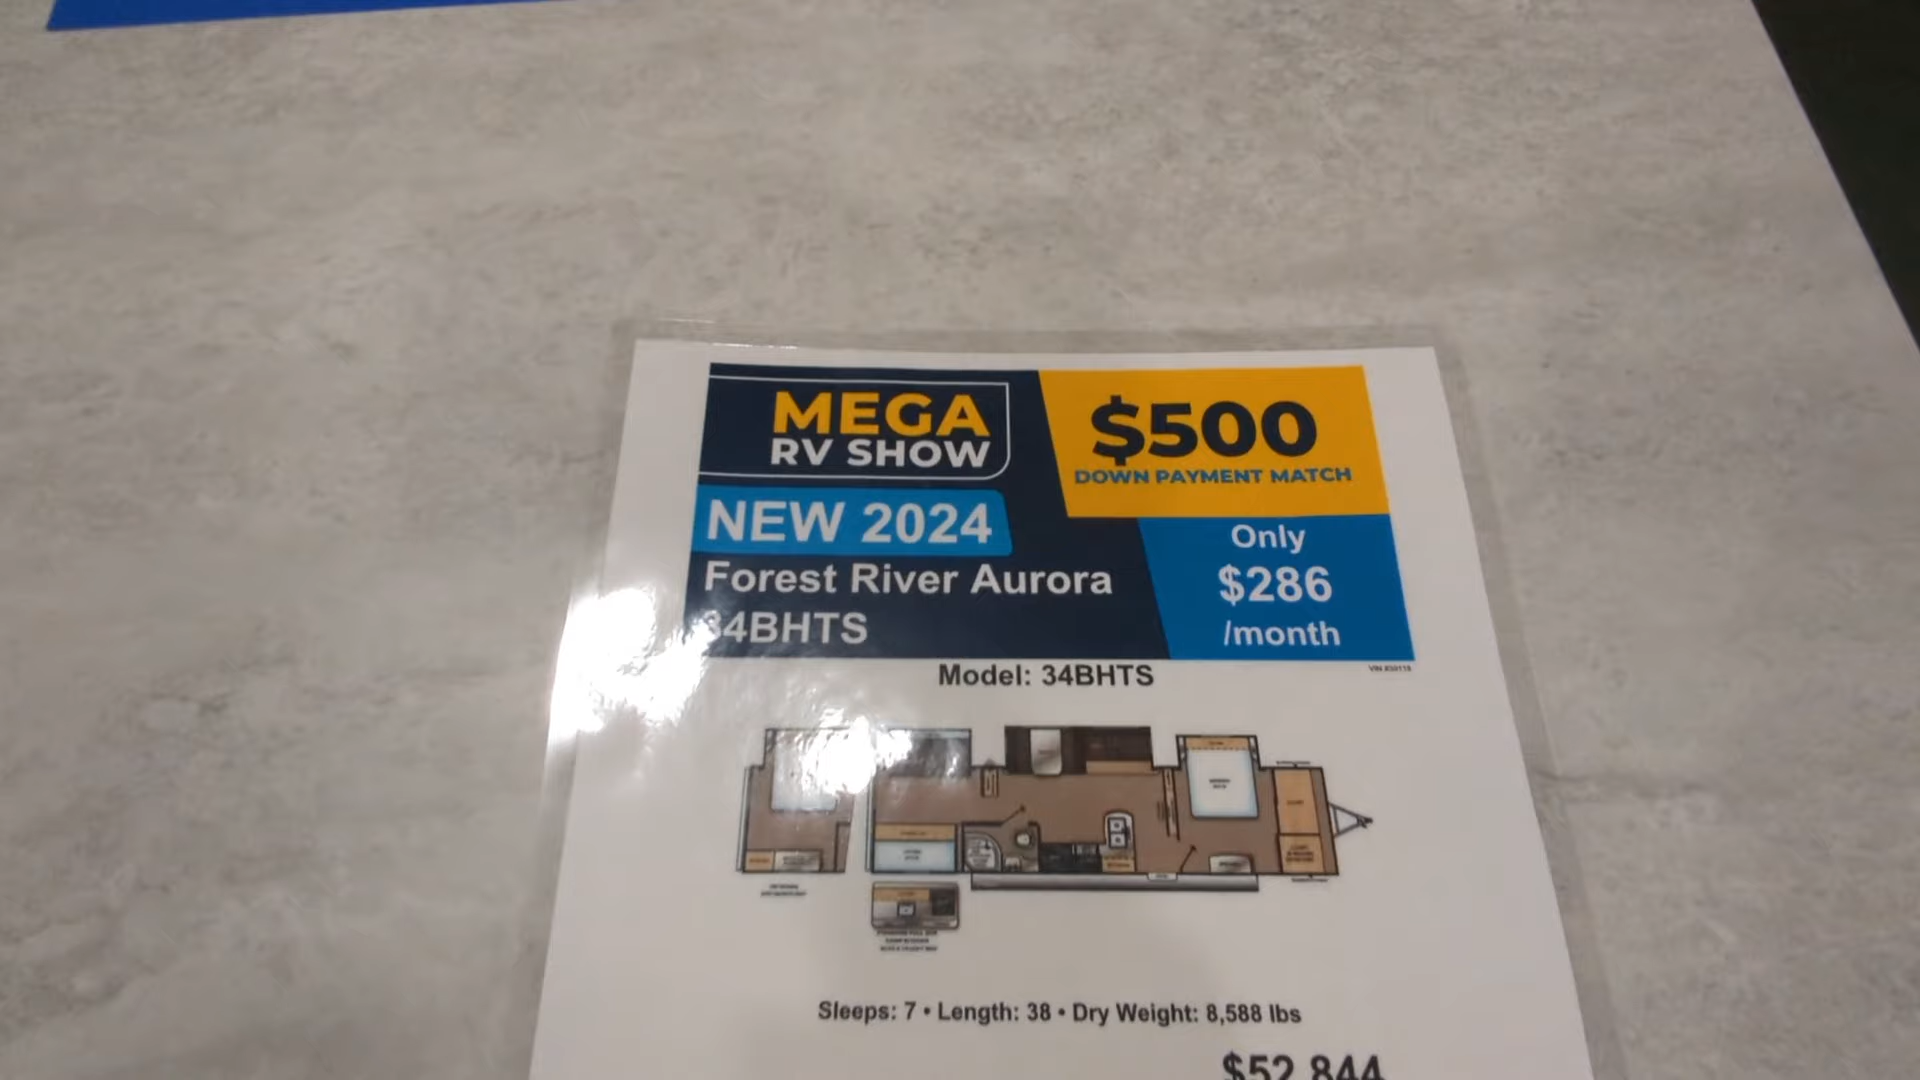 MEGA
RV SHOW
$500
DOWN PAYMENT MATCH
NEW 2024
Forest River Aurora
34BHTS
Only
$286
/month
Model: 34BHTS
Sleeps: 7 • Length: 38 • Dry Weight: 8,588 lbs
$52,844